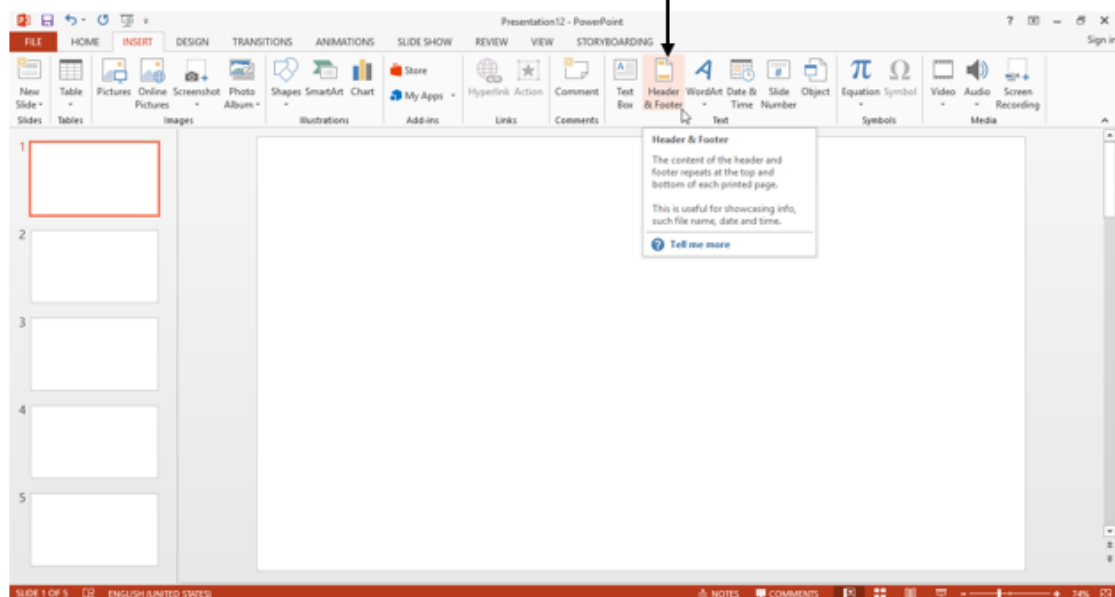 Presentation12 - PowerPoint
Sign in
FILE HOME INSERT DESIGN TRANSITIONS ANIMATIONS SLIDE SHOW REVIEW VIEW STORYBOARDING
New Slide
Table
Pictures
Online Pictures
Screenshot
Photo Album
Shapes
SmartArt
Chart
Store
My Apps
Hyperlink
Action
Comment
Text Box
Header & Footer
WordArt
Date & Time
Slide Number
Object
Equation
Symbol
Video
Audio
Screen Recording
Slides Tables Images Illustrations Add-ins Links Comments Text Symbols Media
Header & Footer
The content of the header and
footer repeats at the top and
bottom of each printed page.
This is useful for showcasing info,
such file name, date and time.
Tell me more
1
2
3
4
5
SLIDE 1 OF 5 ENGLISH (UNITED STATES) NOTES COMMENTS 74%